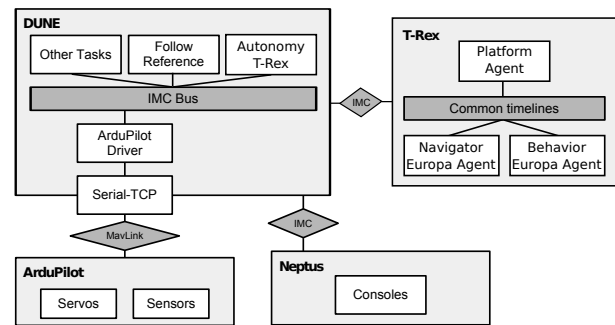 DUNE
Other Tasks
Follow
Reference
Autonomy
T-Rex
IMC Bus
ArduPilot
Driver
Serial-TCP
MavLink
ArduPilot
Servos
Sensors
IMC
T-Rex
Platform
Agent
Common timelines
Navigator
Europa Agent
Behavior
Europa Agent
IMC
Neptus
Consoles